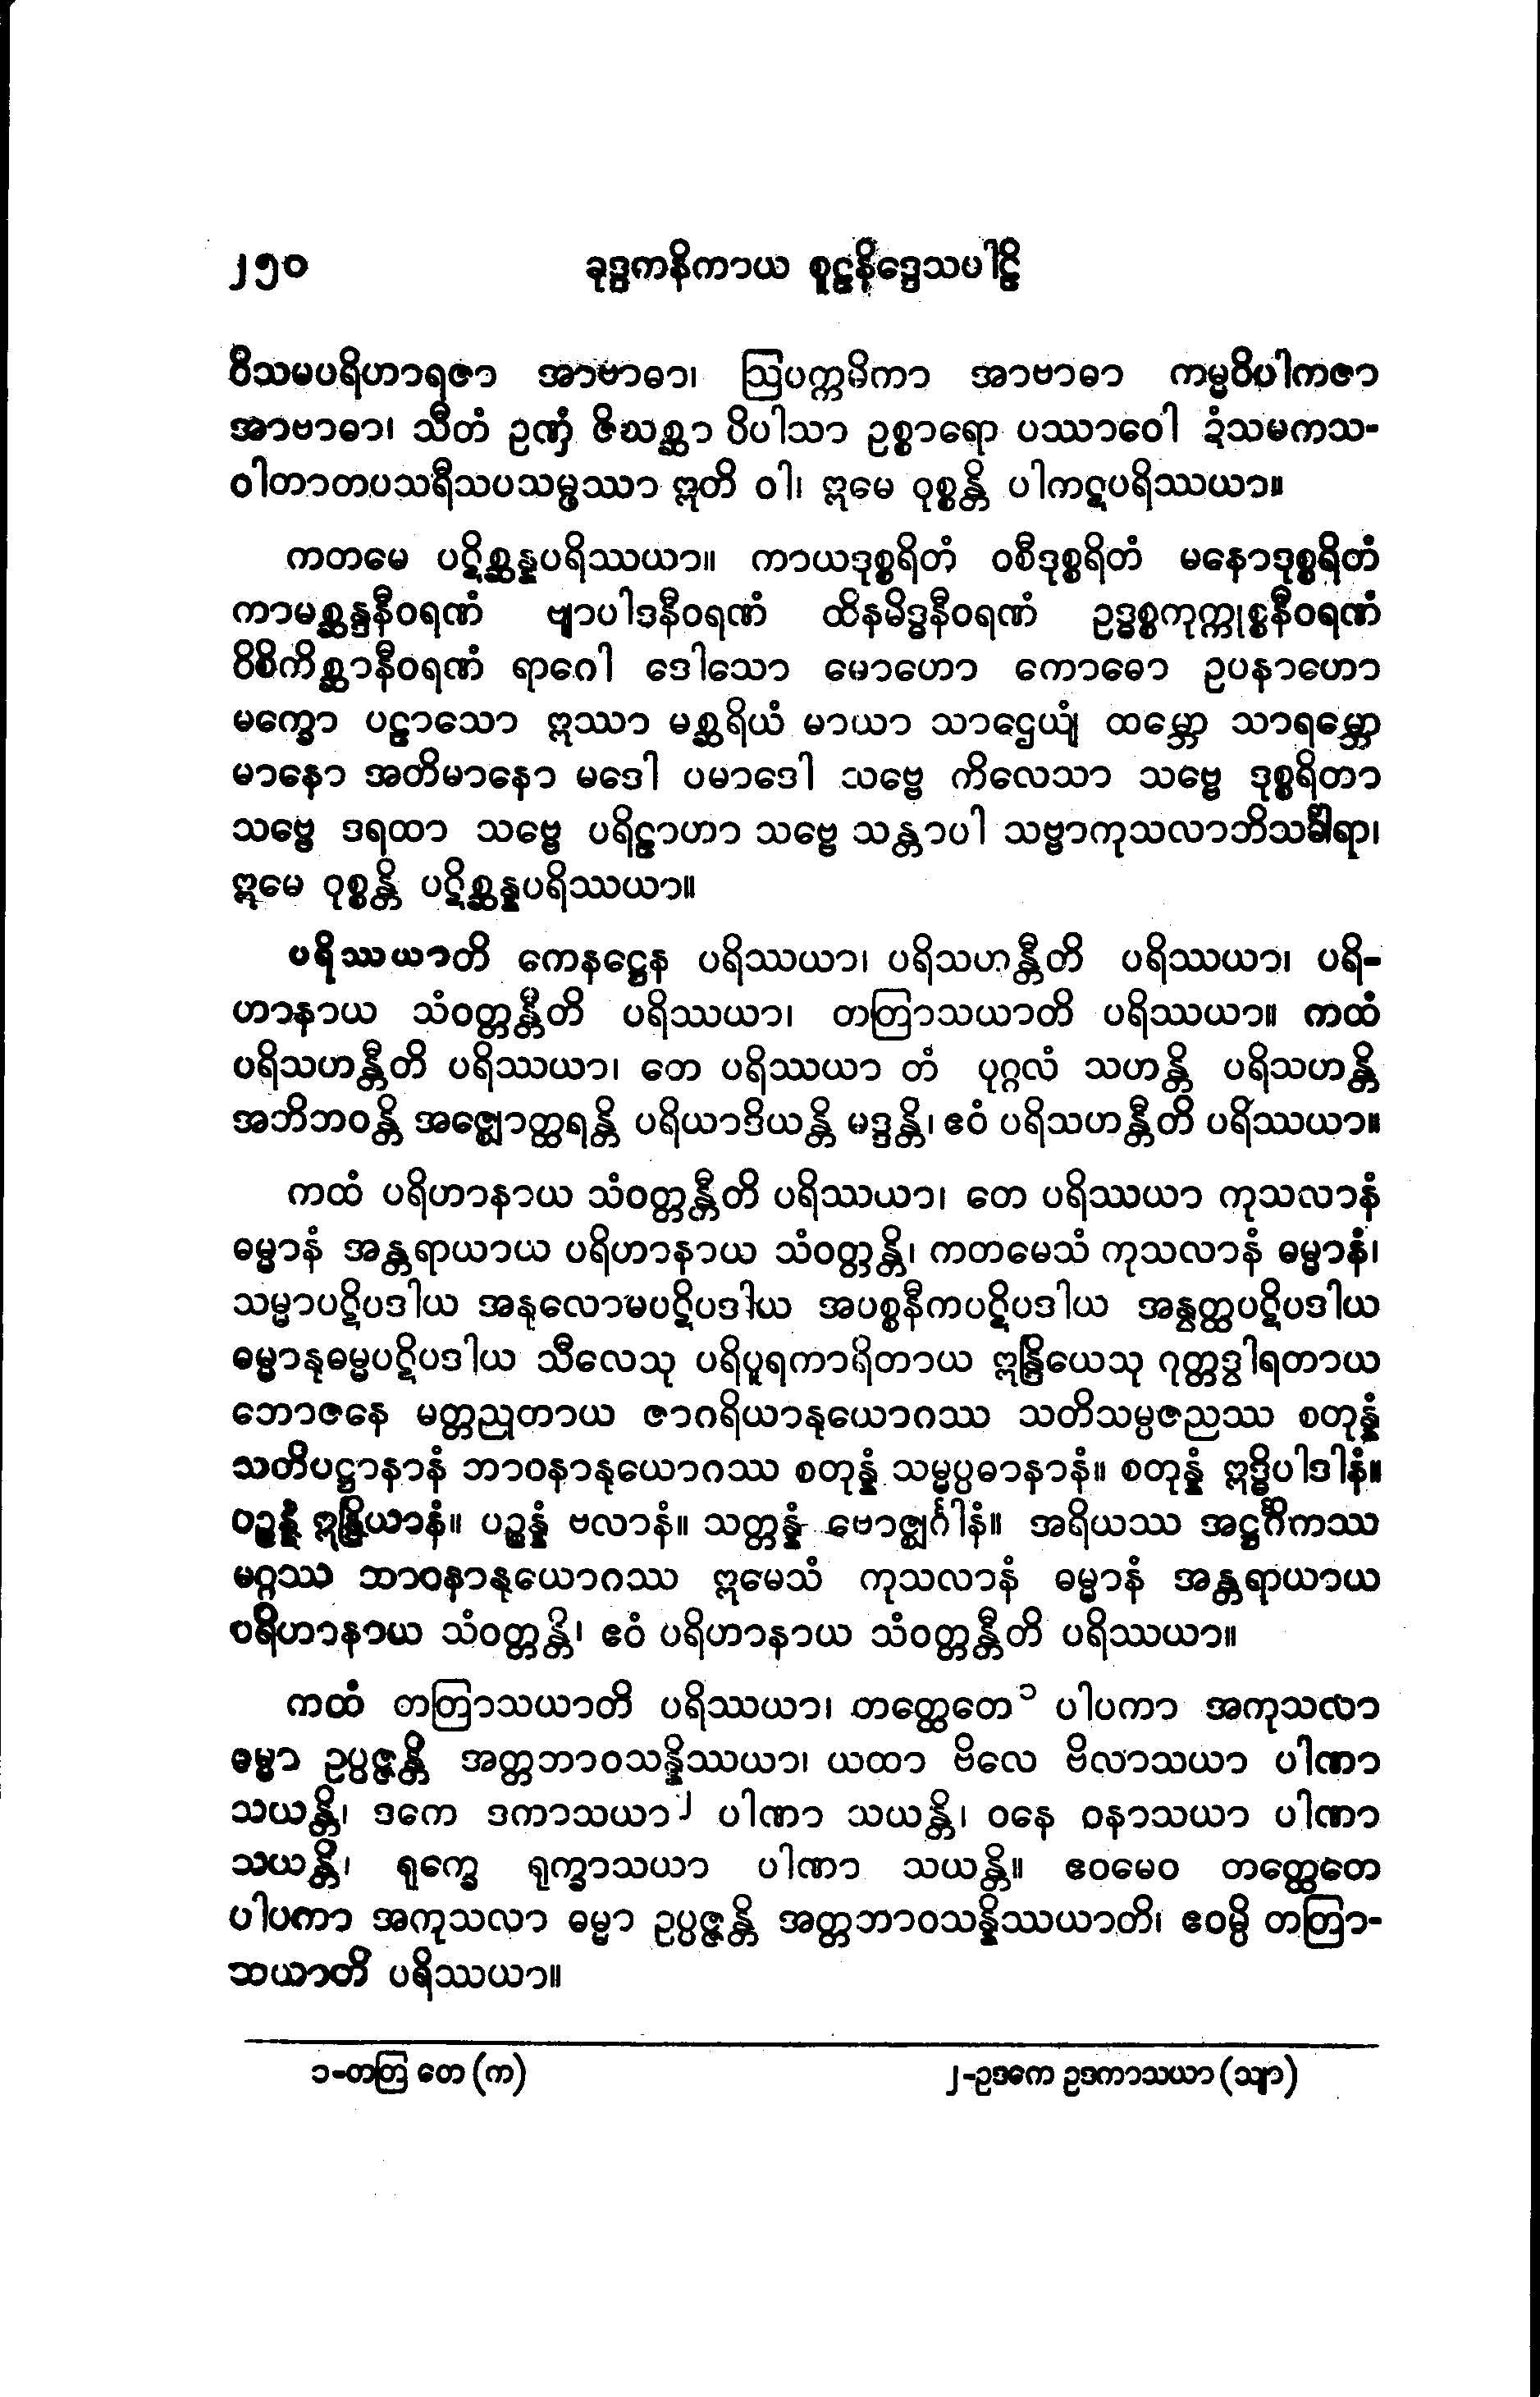 ၂၅၀ ခုဒ္ဒကနိကာယ စူဠနိဒ္ဒေသပါဠိ
ဝိသမပရိဟာရဇာ အာဗာဓာ၊ ဩပက္ကမိကာ အာဗာဓာ ကမ္မဝိပါကဇာ
အာဗာဓာ၊ သီတံ ဥဏှံ ဇိဃစ္ဆာ ပိပါသာ ဥစ္စာရော ပဿာဝေါ ဍံသမကသ-
ဝါတာတပသရီသပသမ္ဖဿာ ဣတိ ဝါ၊ ဣမေ ဝုစ္စန္တိ ပါကဋပရိဿယာ။
ကတမေ ပဋိစ္ဆန္နပရိဿယာ။ ကာယဒုစ္စရိတံ ဝစီဒုစ္စရိတံ မနောဒုစ္စရိတံ
ကာမစ္ဆန္ဒနီဝရဏံ ဗျာပါဒနီဝရဏံ ထိနမိဒ္ဓနီဝရဏံ ဥဒ္ဓစ္စကုက္ကုစ္စနီဝရဏံ
ဝိစိကိစ္ဆာနီဝရဏံ ရာဂေါ ဒေါသော မောဟော ကောဓော ဥပနာဟော
မက္ခော ပဠာသော ဣဿာ မစ္ဆရိယံ မာယာ သာဌေယျံ ထမ္ဘော သာရမ္ဘော
မာနော အတိမာနော မဒေါ ပမာဒေါ သဗ္ဗေ ကိလေသာ သဗ္ဗေ ဒုစ္စရိတာ
သဗ္ဗေ ဒရထာ သဗ္ဗေ ပရိဠာဟာ သဗ္ဗေ သန္တာပါ သဗ္ဗာကုသလာဘိသင်္ခါရာ၊
ဣမေ ဝုစ္စန္တိ ပဋိစ္ဆန္နပရိဿယာ။
ပရိဿယာတိ ကေနဋ္ဌေန ပရိဿယာ၊ ပရိသဟန္တီတိ ပရိဿယာ၊ ပရိ-
ဟာနာယ သံဝတ္တန္တီတိ ပရိဿယာ၊ တတြာသယာတိ ပရိဿယာ။ ကထံ
ပရိသဟန္တီတိ ပရိဿယာ၊ တေ ပရိဿယာ တံ ပုဂ္ဂလံ သဟန္တိ ပရိသဟန္တိ
အဘိဘဝန္တိ အဇ္ဈောတ္ထရန္တိ ပရိယာဒိယန္တိ မဒ္ဒန္တိ၊ ဧဝံ ပရိသဟန္တီတိ ပရိဿယာ။
ကထံ ပရိဟာနာယ သံဝတ္တန္တီတိ ပရိဿယာ၊ တေ ပရိဿယာ ကုသလာနံ
ဓမ္မာနံ အန္တရာယာယ ပရိဟာနာယ သံဝတ္တန္တိ၊ ကတမေသံ ကုသလာနံ ဓမ္မာနံ၊
သမ္မာပဋိပဒါယ အနုလောမပဋိပဒါယ အပစ္စနီကပဋိပဒါယ အန္ဝတ္ထပဋိပဒါယ
ဓမ္မာနုဓမ္မပဋိပဒါယ သီလေသု ပရိပူရကာရိတာယ ဣန္ဒြိယေသု ဂုတ္တဒွါရတာယ
ဘောဇနေ မတ္တညုတာယ ဇာဂရိယာနုယောဂဿ သတိသမ္ပဇညဿ စတုန္နံ
သတိပဋ္ဌာနာနံ ဘာဝနာနုယောဂဿ စတုန္နံ သမ္မပ္ပဓာနာနံ။ စတုန္နံ ဣဒ္ဓိပါဒါနံ။
ပဉ္စန္နံ ဣန္ဒြိယာနံ။ ပဉ္စန္နံ ဗလာနံ။ သတ္တန္နံ ဗောဇ္ဈင်္ဂါနံ။ အရိယဿ အဋ္ဌင်္ဂိကဿ
မဂ္ဂဿ ဘာဝနာနုယောဂဿ ဣမေသံ ကုသလာနံ ဓမ္မာနံ အန္တရာယာယ
ပရိဟာနာယ သံဝတ္တန္တိ၊ ဧဝံ ပရိဟာနာယ သံဝတ္တန္တီတိ ပရိဿယာ။
ကထံ တတြာသယာတိ ပရိဿယာ၊ တတ္ထေတေ၁ ပါပကာ အကုသလာ
ဓမ္မာ ဥပ္ပဇ္ဇန္တိ အတ္တဘာဝသန္နိဿယာ၊ ယထာ ဗိလေ ဗိလာသယာ ပါဏာ
သယန္တိ၊ ဒကေ ဒကာသယာ၂ ပါဏာ သယန္တိ၊ ဝနေ ဝနာသယာ ပါဏာ
သယန္တိ၊ ရုက္ခေ ရုက္ခာသယာ ပါဏာ သယန္တိ။ ဧဝမေဝ တတ္ထေတေ
ပါပကာ အကုသလာ ဓမ္မာ ဥပ္ပဇ္ဇန္တိ အတ္တဘာဝသန္နိဿယာတိ၊ ဧဝမ္ပိ တတြာ-
သယာတိ ပရိဿယာ။
၁-တတြ တေ (က) ၂-ဥဒကေ ဥဒကာသယာ (သျာ)